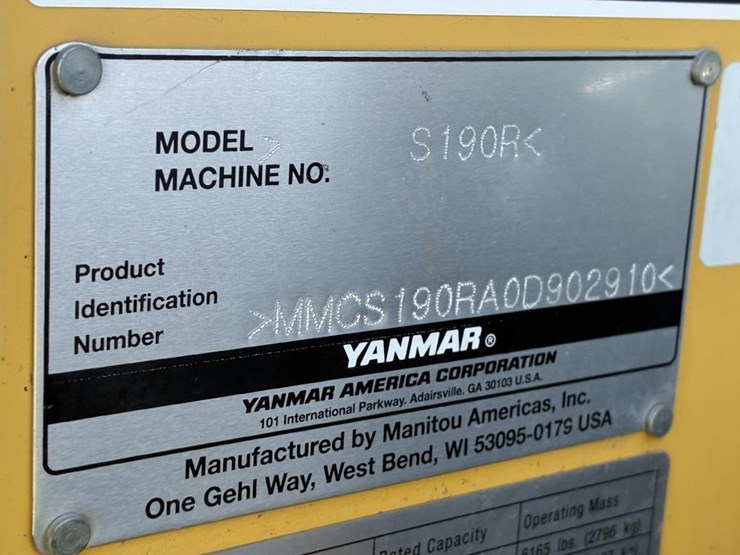 MODEL > S190R<
MACHINE NO.
Product
Identification
Number >MMCS190RA0D902910<
YANMAR®
YANMAR AMERICA CORPORATION
101 International Parkway, Adairsville, GA 30103 U.S.A.
Manufactured by Manitou Americas, Inc.
One Gehl Way, West Bend, WI 53095-0179 USA
Rated Capacity Operating Mass
6165 lbs. (2796 kg)